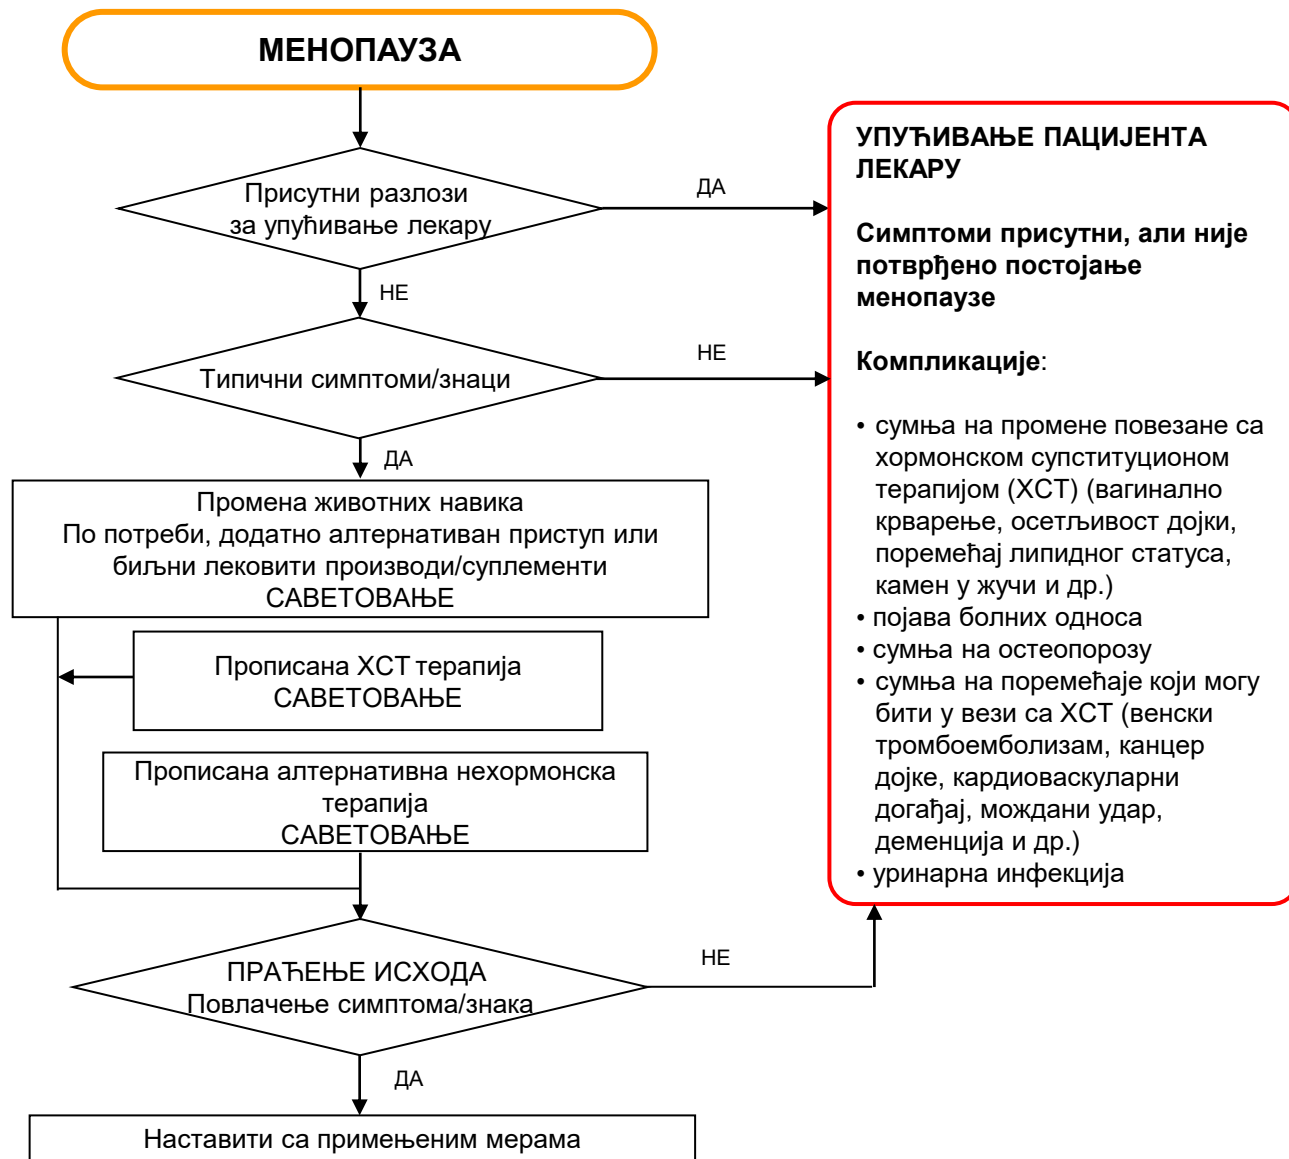 МЕНОПАУЗА
Присутни разлози
за упућивање лекару
ДА
НЕ
Типични симптоми/знаци
НЕ
ДА
Промена животних навика
По потреби, додатно алтернативан приступ или
биљни лековити производи/суплементи
САВЕТОВАЊЕ
Прописана ХСТ терапија
САВЕТОВАЊЕ
Прописана алтернативна нехормонска
терапија
САВЕТОВАЊЕ
ПРАЋЕЊЕ ИСХОДА
Повлачење симптома/знака
НЕ
ДА
Наставити са примењеним мерама
УПУЋИВАЊЕ ПАЦИЈЕНТА
ЛЕКАРУ
Симптоми присутни, али није
потврђено постојање
менопаузе
Компликације:
• сумња на промене повезане са
хормонском супституционом
терапијом (ХСТ) (вагинално
крварење, осетљивост дојки,
поремећај липидног статуса,
камен у жучи и др.)
• појава болних односа
• сумња на остеопорозу
• сумња на поремећаје који могу
бити у вези са ХСТ (венски
тромбоемболизам, канцер
дојке, кардиоваскуларни
догађај, мождани удар,
деменција и др.)
• уринарна инфекција